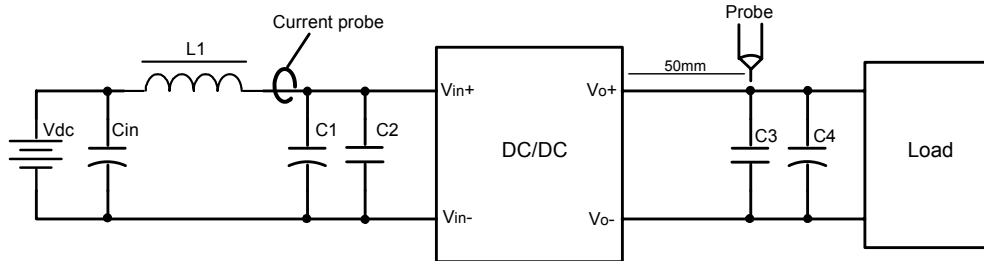 Current probe
Probe
L1
50mm
Vin+
Vo+
Vdc
Cin
C1
C2
DC/DC
C3
C4
Load
Vin-
Vo-